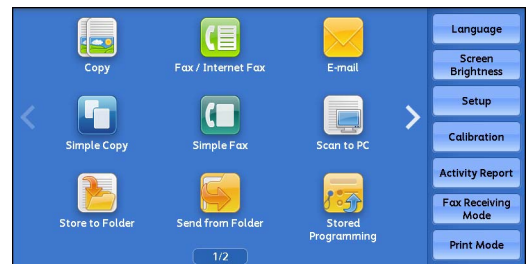 Copy
Fax / Internet Fax
E-mail
Simple Copy
Simple Fax
Scan to PC
Store to Folder
Send from Folder
Stored
Programming
1/2
Language
Screen
Brightness
Setup
Calibration
Activity Report
Fax Receiving
Mode
Print Mode